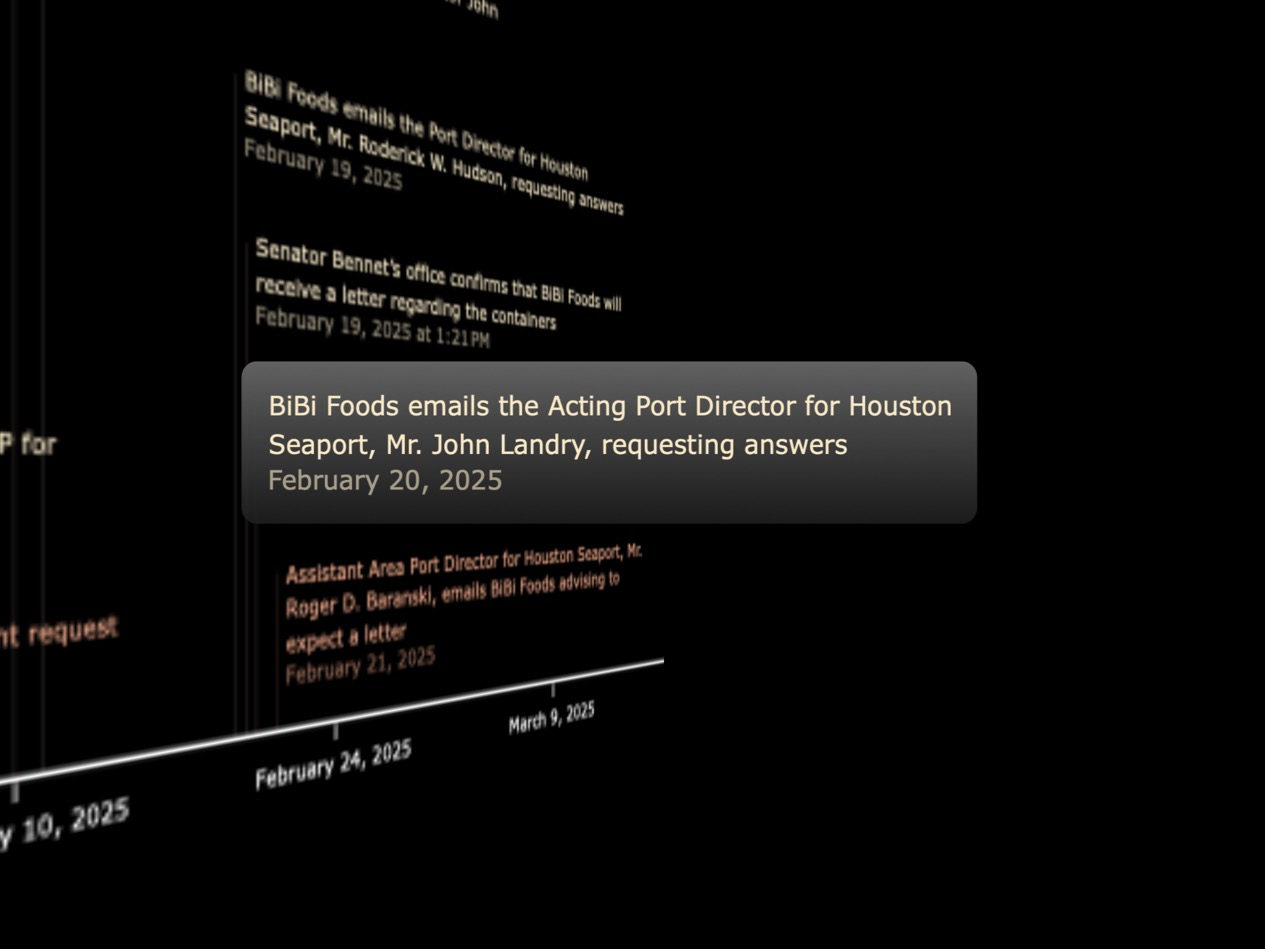 John
BiBi Foods emails the Port Director for Houston
Seaport, Mr. Roderick W. Hudson, requesting answers
February 19, 2025
Senator Bennet's office confirms that BiBi Foods will
receive a letter regarding the containers
February 19, 2025 at 1:21 PM
BiBi Foods emails the Acting Port Director for Houston
Seaport, Mr. John Landry, requesting answers
February 20, 2025
P for
Assistant Area Port Director for Houston Seaport, Mr.
Roger D. Baranski, emails BiBi Foods advising to
expect a letter
February 21, 2025
nt request
y 10, 2025
February 24, 2025
March 9, 2025